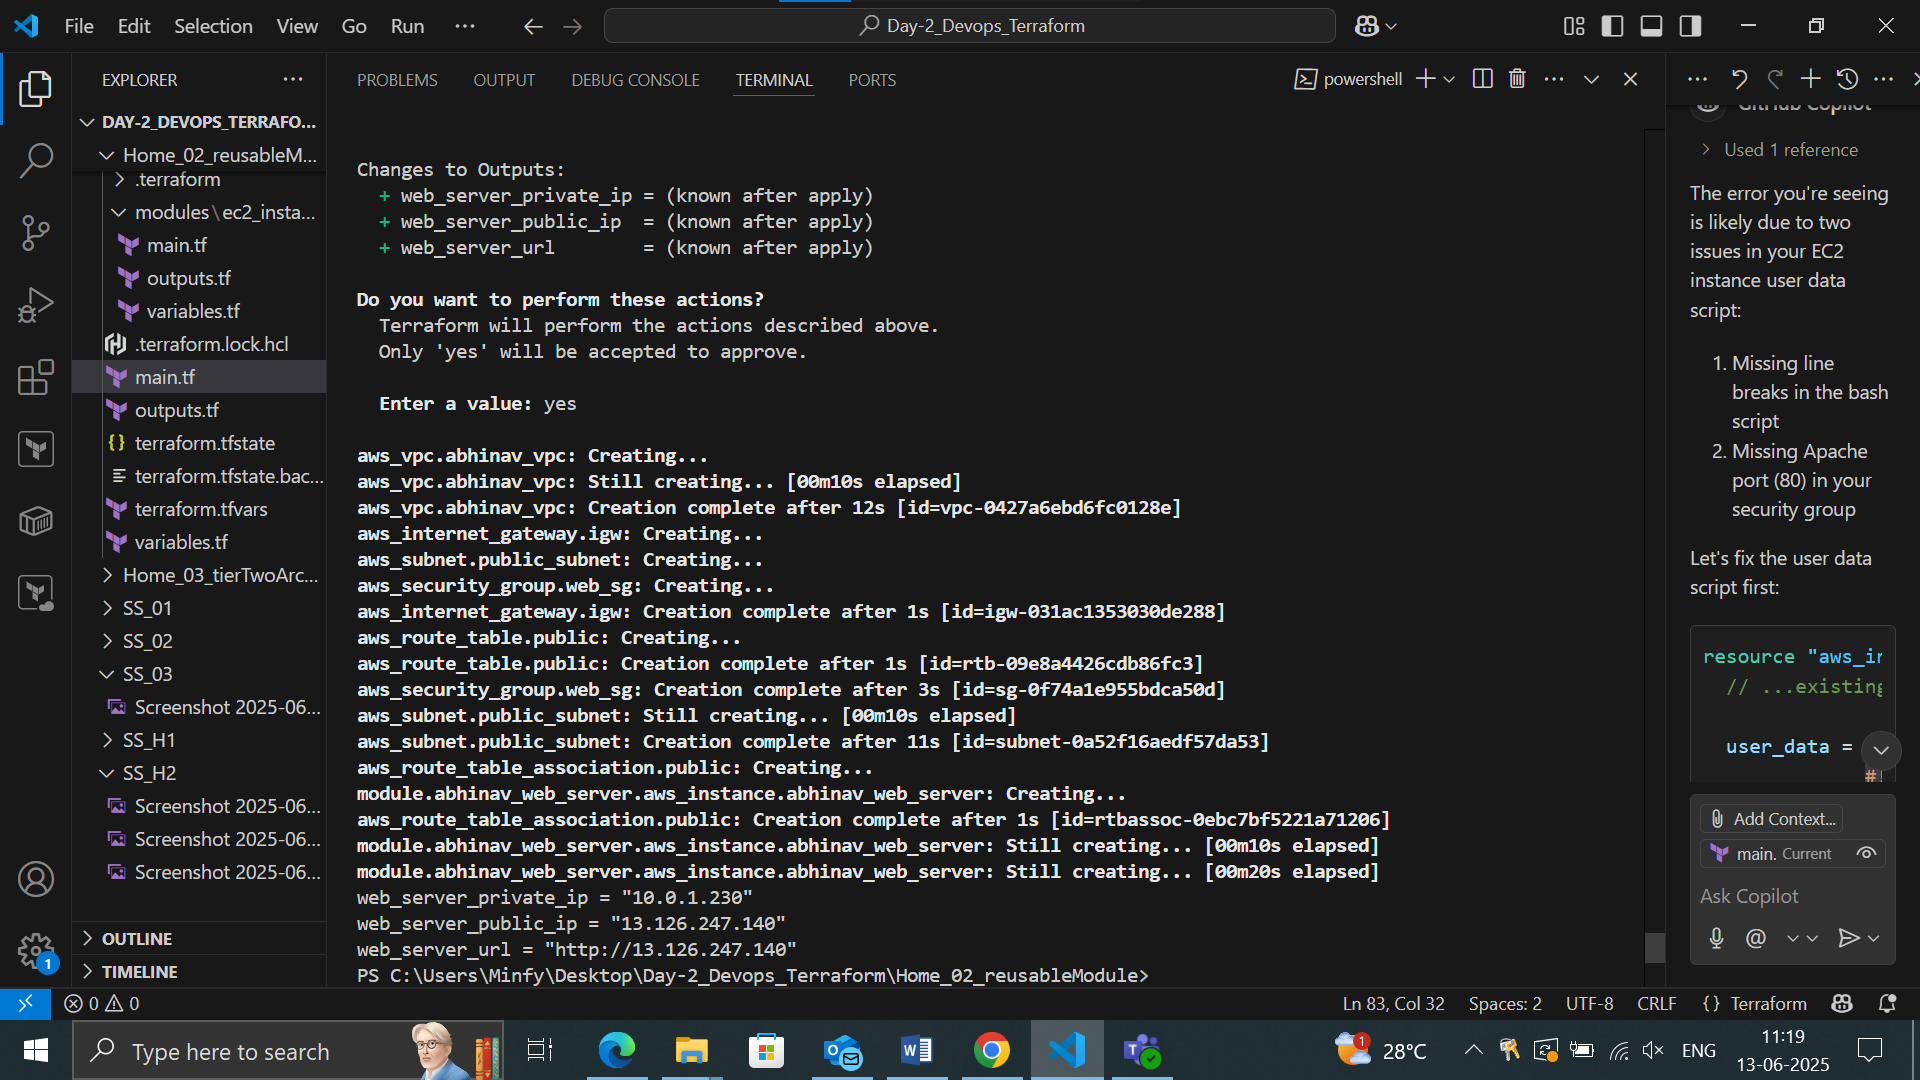 File Edit Selection View Go Run ...
Day-2_Devops_Terraform
EXPLORER
DAY-2_DEVOPS_TERRAFO...
Home_02_reusableM...
.terraform
modules\ec2_insta...
main.tf
outputs.tf
variables.tf
.terraform.lock.hcl
main.tf
outputs.tf
terraform.tfstate
terraform.tfstate.bac...
terraform.tfvars
variables.tf
Home_03_tierTwoArc...
SS_01
SS_02
SS_03
Screenshot 2025-06...
SS_H1
SS_H2
Screenshot 2025-06...
Screenshot 2025-06...
Screenshot 2025-06...
OUTLINE
TIMELINE
1
PROBLEMS OUTPUT DEBUG CONSOLE TERMINAL PORTS
powershell
Changes to Outputs:
+ web_server_private_ip = (known after apply)
+ web_server_public_ip  = (known after apply)
+ web_server_url        = (known after apply)
Do you want to perform these actions?
Terraform will perform the actions described above.
Only 'yes' will be accepted to approve.
Enter a value: yes
aws_vpc.abhinav_vpc: Creating...
aws_vpc.abhinav_vpc: Still creating... [00m10s elapsed]
aws_vpc.abhinav_vpc: Creation complete after 12s [id=vpc-0427a6ebd6fc0128e]
aws_internet_gateway.igw: Creating...
aws_subnet.public_subnet: Creating...
aws_security_group.web_sg: Creating...
aws_internet_gateway.igw: Creation complete after 1s [id=igw-031ac1353030de288]
aws_route_table.public: Creating...
aws_route_table.public: Creation complete after 1s [id=rtb-09e8a4426cdb86fc3]
aws_security_group.web_sg: Creation complete after 3s [id=sg-0f74a1e955bdca50d]
aws_subnet.public_subnet: Still creating... [00m10s elapsed]
aws_subnet.public_subnet: Creation complete after 11s [id=subnet-0a52f16aedf57da53]
aws_route_table_association.public: Creating...
module.abhinav_web_server.aws_instance.abhinav_web_server: Creating...
aws_route_table_association.public: Creation complete after 1s [id=rtbassoc-0ebc7bf5221a71206]
module.abhinav_web_server.aws_instance.abhinav_web_server: Still creating... [00m10s elapsed]
module.abhinav_web_server.aws_instance.abhinav_web_server: Still creating... [00m20s elapsed]
web_server_private_ip = "10.0.1.230"
web_server_public_ip = "13.126.247.140"
web_server_url = "http://13.126.247.140"
PS C:\Users\Minfy\Desktop\Day-2_Devops_Terraform\Home_02_reusableModule>
GitHub Copilot
Used 1 reference
The error you're seeing
is likely due to two
issues in your EC2
instance user data
script:
1. Missing line
breaks in the bash
script
2. Missing Apache
port (80) in your
security group
Let's fix the user data
script first:
resource "aws_in
// ...existing
user_data =
#!
Add Context...
main. Current
Ask Copilot
0 0
Ln 83, Col 32 Spaces: 2 UTF-8 CRLF {} Terraform
Type here to search
1
28°C
ENG
11:19
13-06-2025